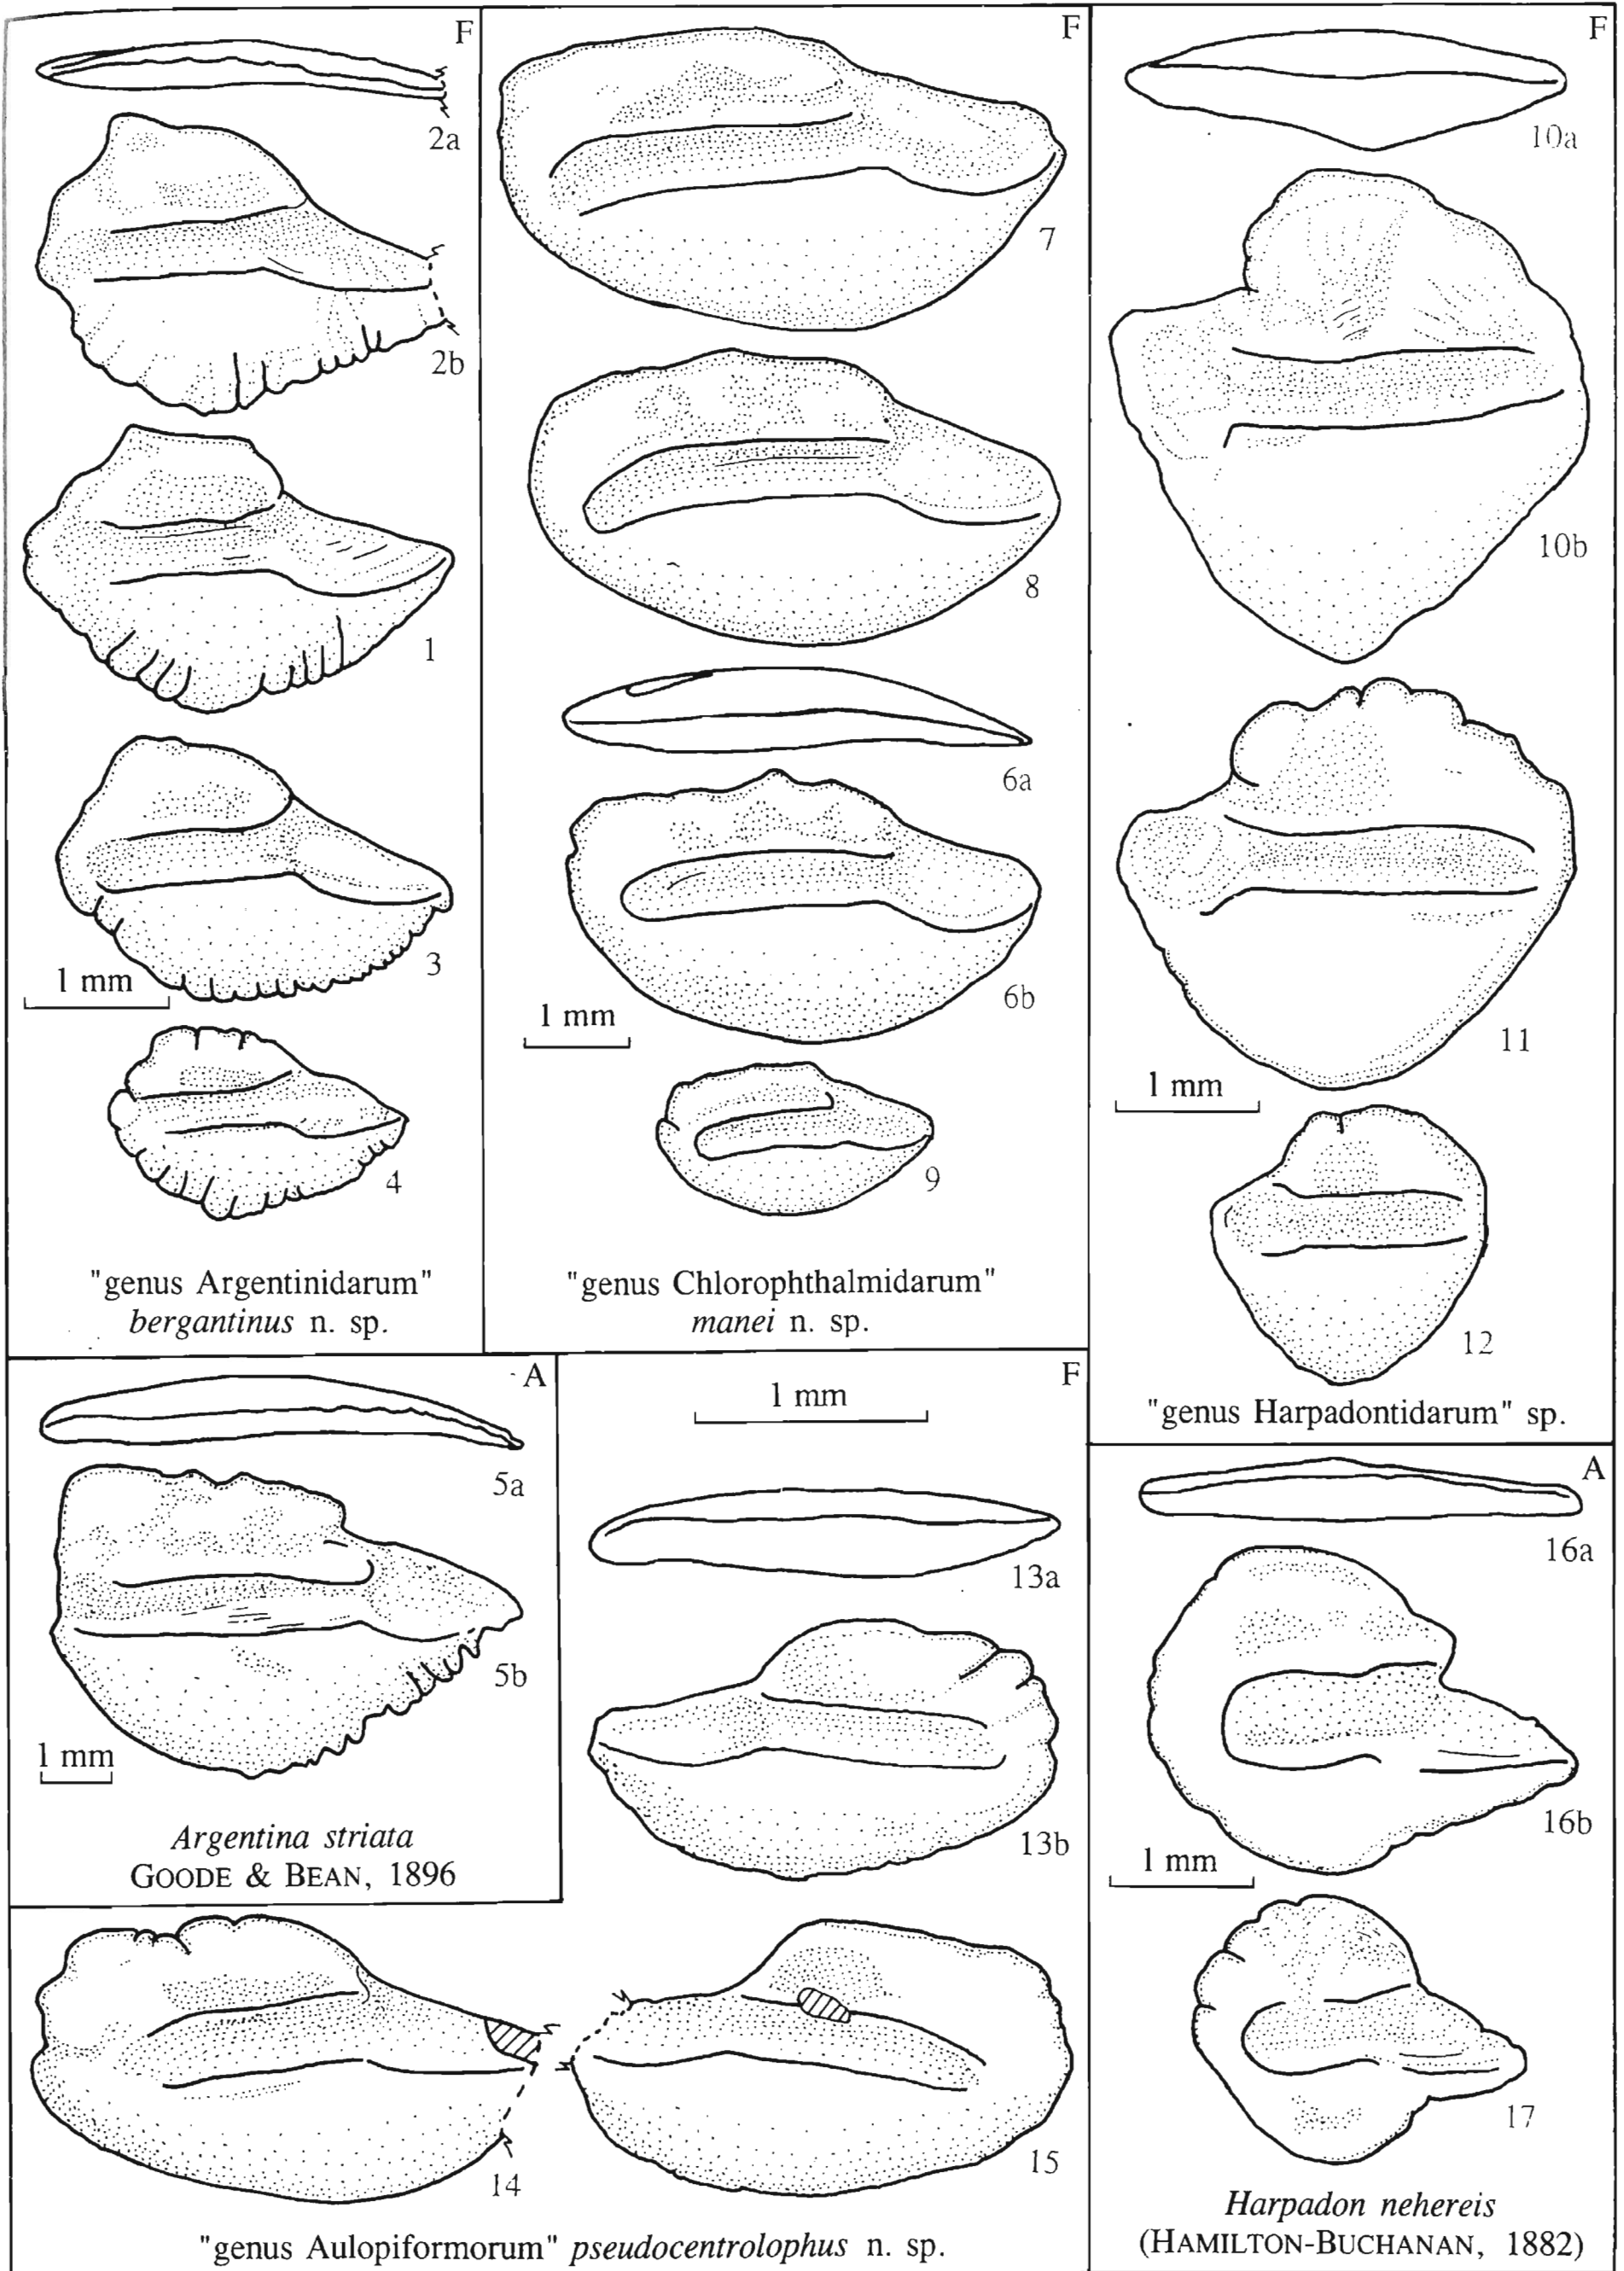 F
2a
2b
1
3
1 mm
4
"genus Argentinidarum"
bergantinus n. sp.
F
7
8
6a
6b
1 mm
9
"genus Chlorophthalmidarum"
manei n. sp.
F
10a
10b
11
1 mm
12
"genus Harpadontidarum" sp.
A
5a
5b
1 mm
Argentina striata
GOODE & BEAN, 1896
F
1 mm
13a
13b
14
15
"genus Aulopiformorum" pseudocentrolophus n. sp.
A
16a
16b
1 mm
17
Harpadon nehereis
(HAMILTON-BUCHANAN, 1882)